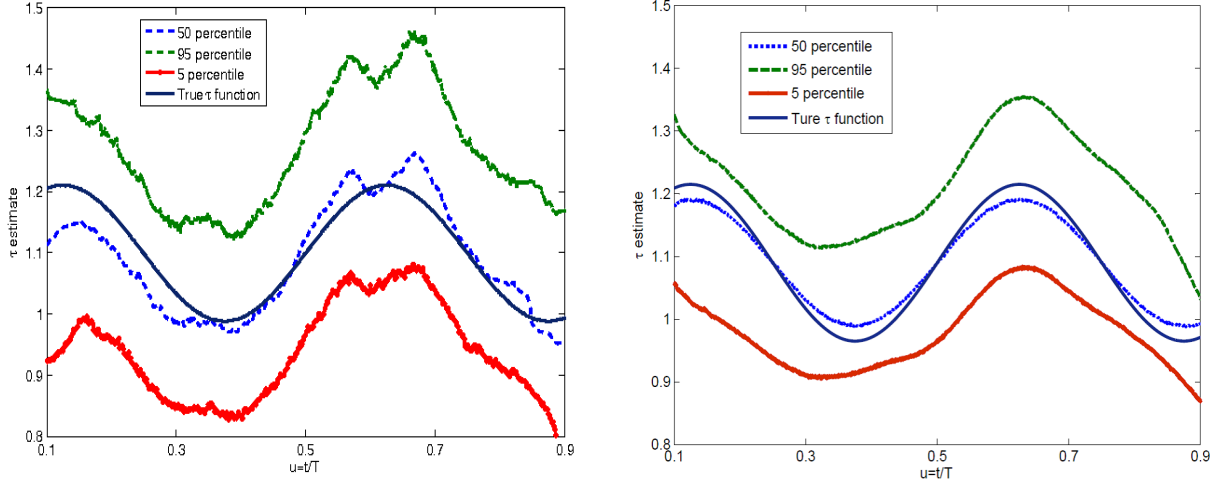 1.5
1.4
1.3
1.2
1.1
1
0.9
0.8
τ estimate
50 percentile
95 percentile
5 percentile
True τ function
0.1 0.3 0.5 0.7 0.9
u=t/T
1.5
1.4
1.3
1.2
1.1
1
0.9
0.8
τ estimate
50 percentile
95 percentile
5 percentile
Ture τ function
0.1 0.3 0.5 0.7 0.9
u=t/T